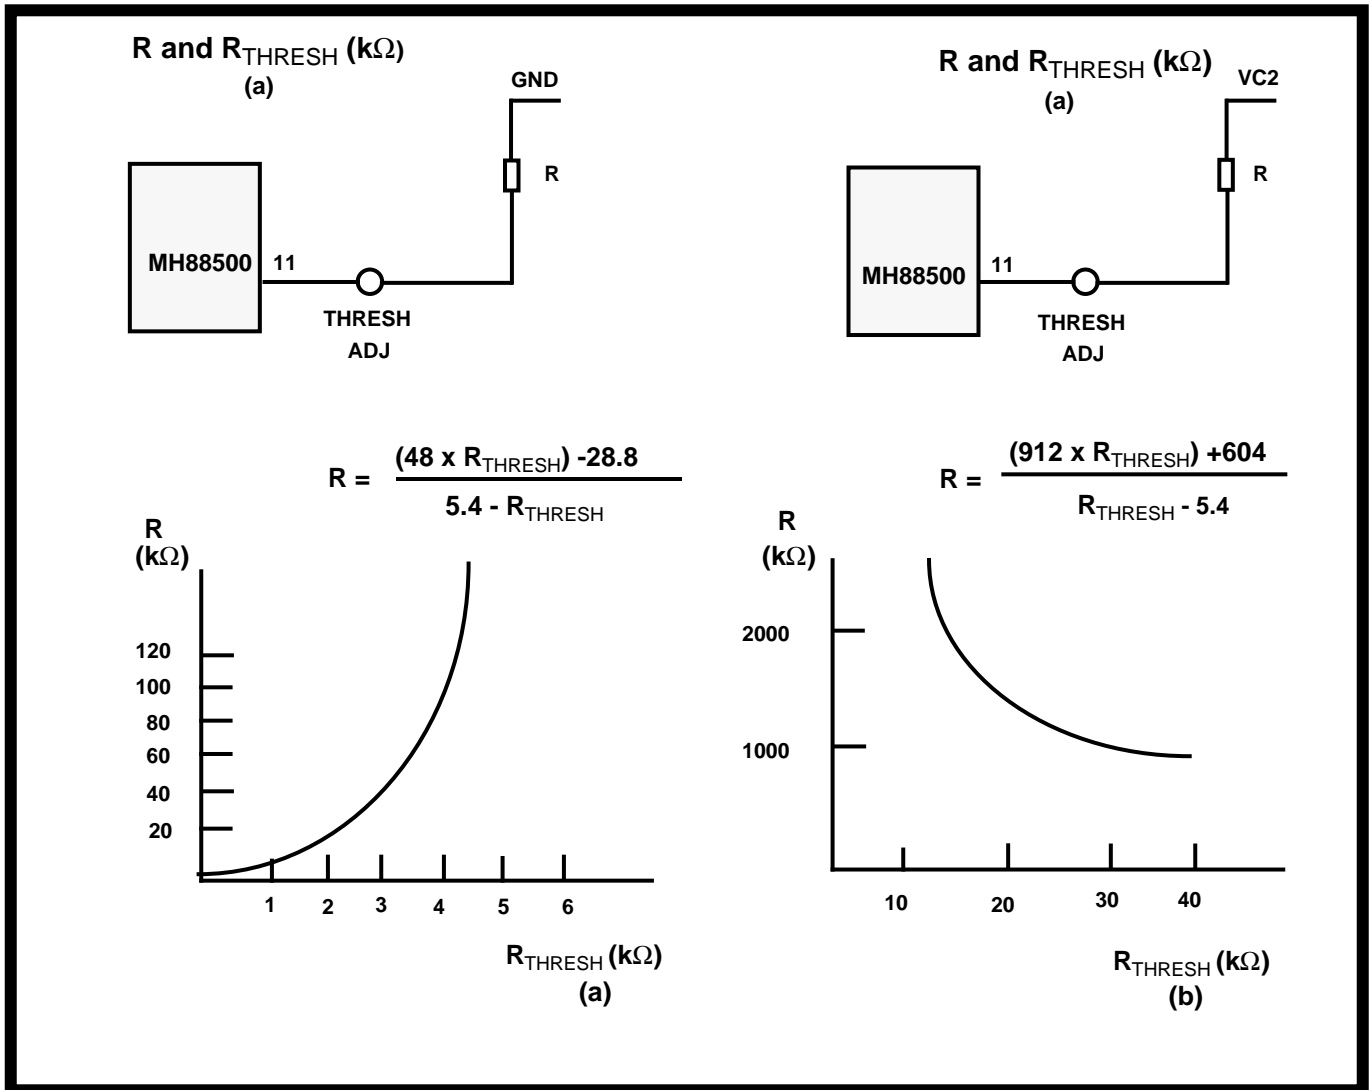 R and RTHRESH (kΩ)
(a)
GND
R
MH88500
11
THRESH
ADJ
R = (48 x RTHRESH) -28.8
5.4 - RTHRESH
R
(kΩ)
120
100
80
60
40
20
1 2 3 4 5 6
RTHRESH (kΩ)
(a)
R and RTHRESH (kΩ)
(a)
VC2
R
MH88500
11
THRESH
ADJ
R = (912 x RTHRESH) +604
RTHRESH - 5.4
R
(kΩ)
2000
1000
10 20 30 40
RTHRESH (kΩ)
(b)